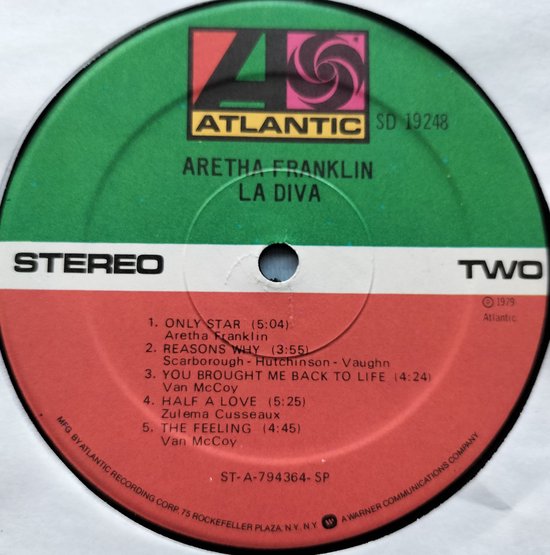 ATLANTIC
SD 19248
ARETHA FRANKLIN
LA DIVA
STEREO
TWO
℗ 1979
Atlantic
1. ONLY STAR (5:04)
Aretha Franklin
2. REASONS WHY (3:55)
Scarborough - Hutchinson - Vaughn
3. YOU BROUGHT ME BACK TO LIFE (4:24)
Van McCoy
4. HALF A LOVE (5:25)
Zulema Cusseaux
5. THE FEELING (4:45)
Van McCoy
ST-A-794364-SP
MFG. BY ATLANTIC RECORDING CORP. 75 ROCKEFELLER PLAZA, N.Y. N.Y. A WARNER COMMUNICATIONS COMPANY